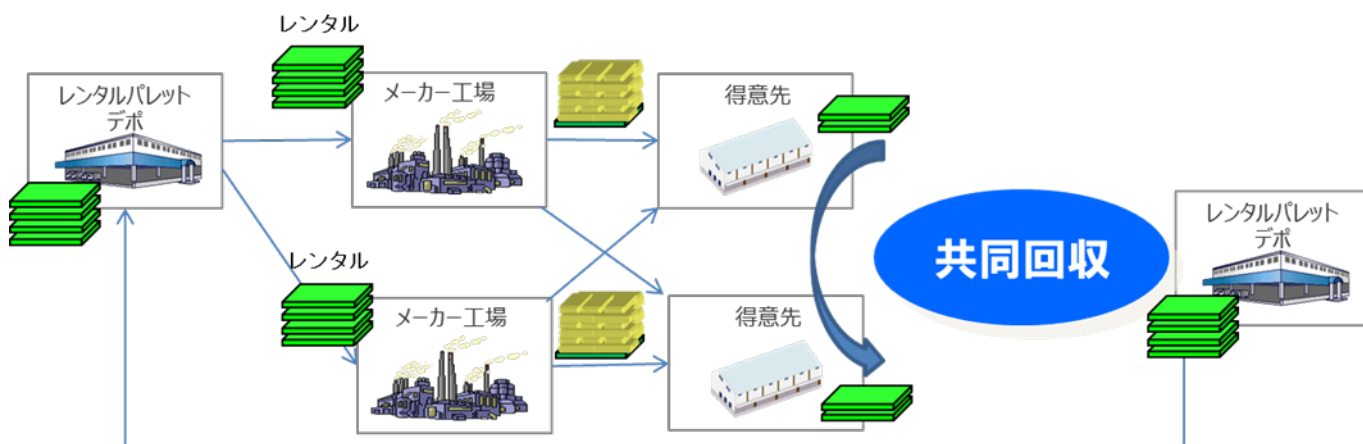 レンタル
レンタルパレット
デポ
メーカー工場
得意先
レンタル
メーカー工場
得意先
共同回収
レンタルパレット
デポ